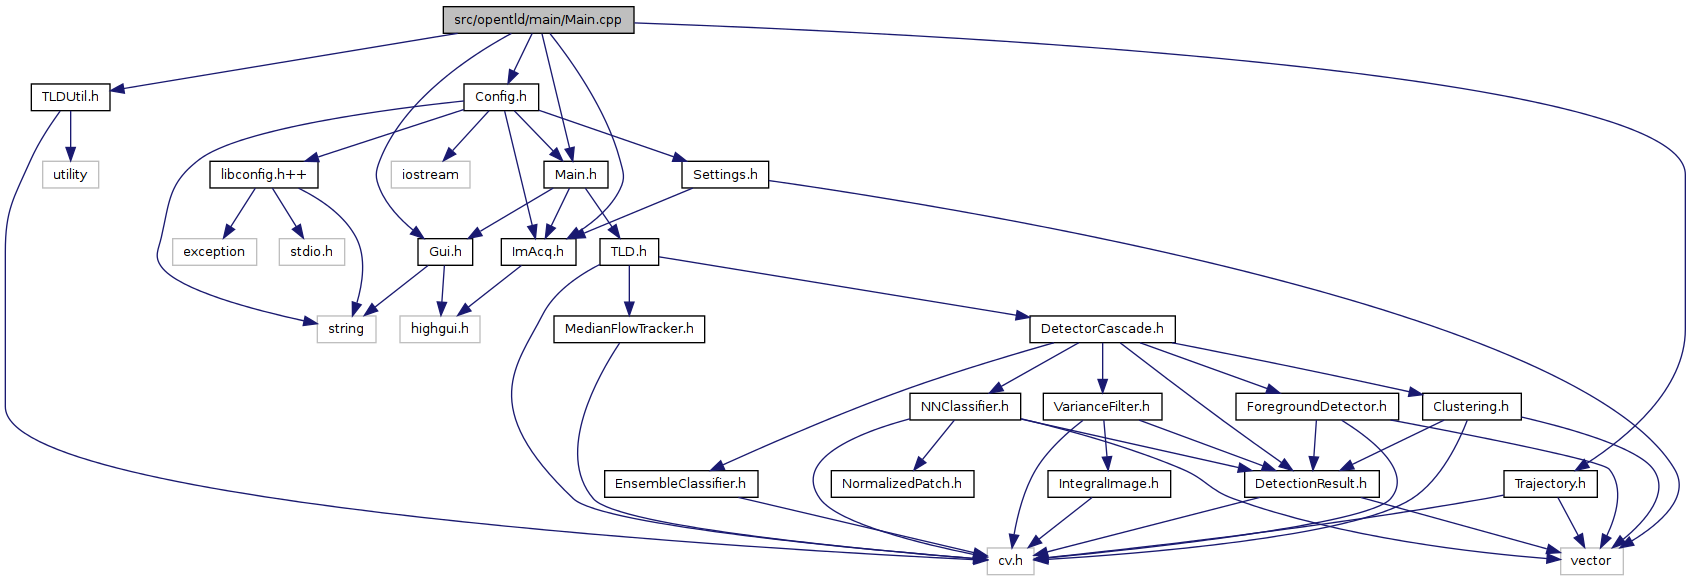 src/opentld/main/Main.cpp
TLDUtil.h
Config.h
utility
libconfig.h++
iostream
Main.h
Settings.h
exception
stdio.h
Gui.h
ImAcq.h
TLD.h
string
highgui.h
MedianFlowTracker.h
DetectorCascade.h
NNClassifier.h
VarianceFilter.h
ForegroundDetector.h
Clustering.h
EnsembleClassifier.h
NormalizedPatch.h
IntegralImage.h
DetectionResult.h
Trajectory.h
cv.h
vector